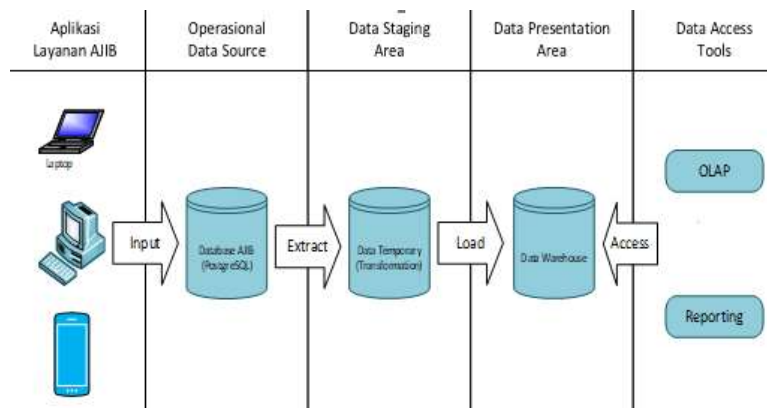 Aplikasi
Layanan AJIB
Operasional
Data Source
Data Staging
Area
Data Presentation
Area
Data Access
Tools
Laptop
Input
Database AJIB
(PostgreSQL)
Extract
Data Temporary
(Transformation)
Load
Data Warehouse
Access
OLAP
Reporting